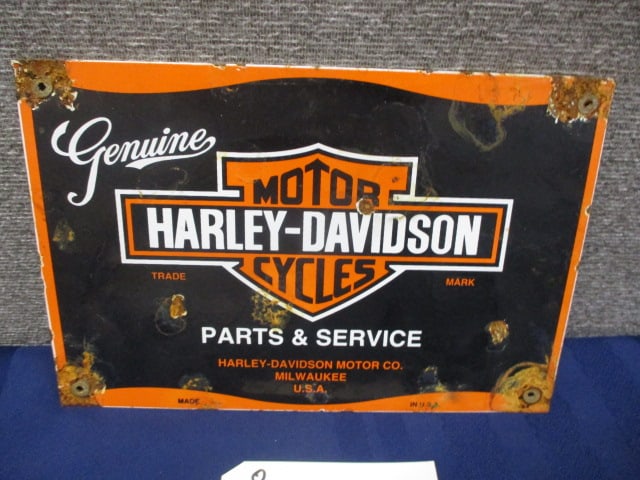 Genuine
MOTOR
HARLEY-DAVIDSON
CYCLES
TRADE MARK
PARTS & SERVICE
HARLEY-DAVIDSON MOTOR CO.
MILWAUKEE
U.S.A.
MADE IN U.S.A.